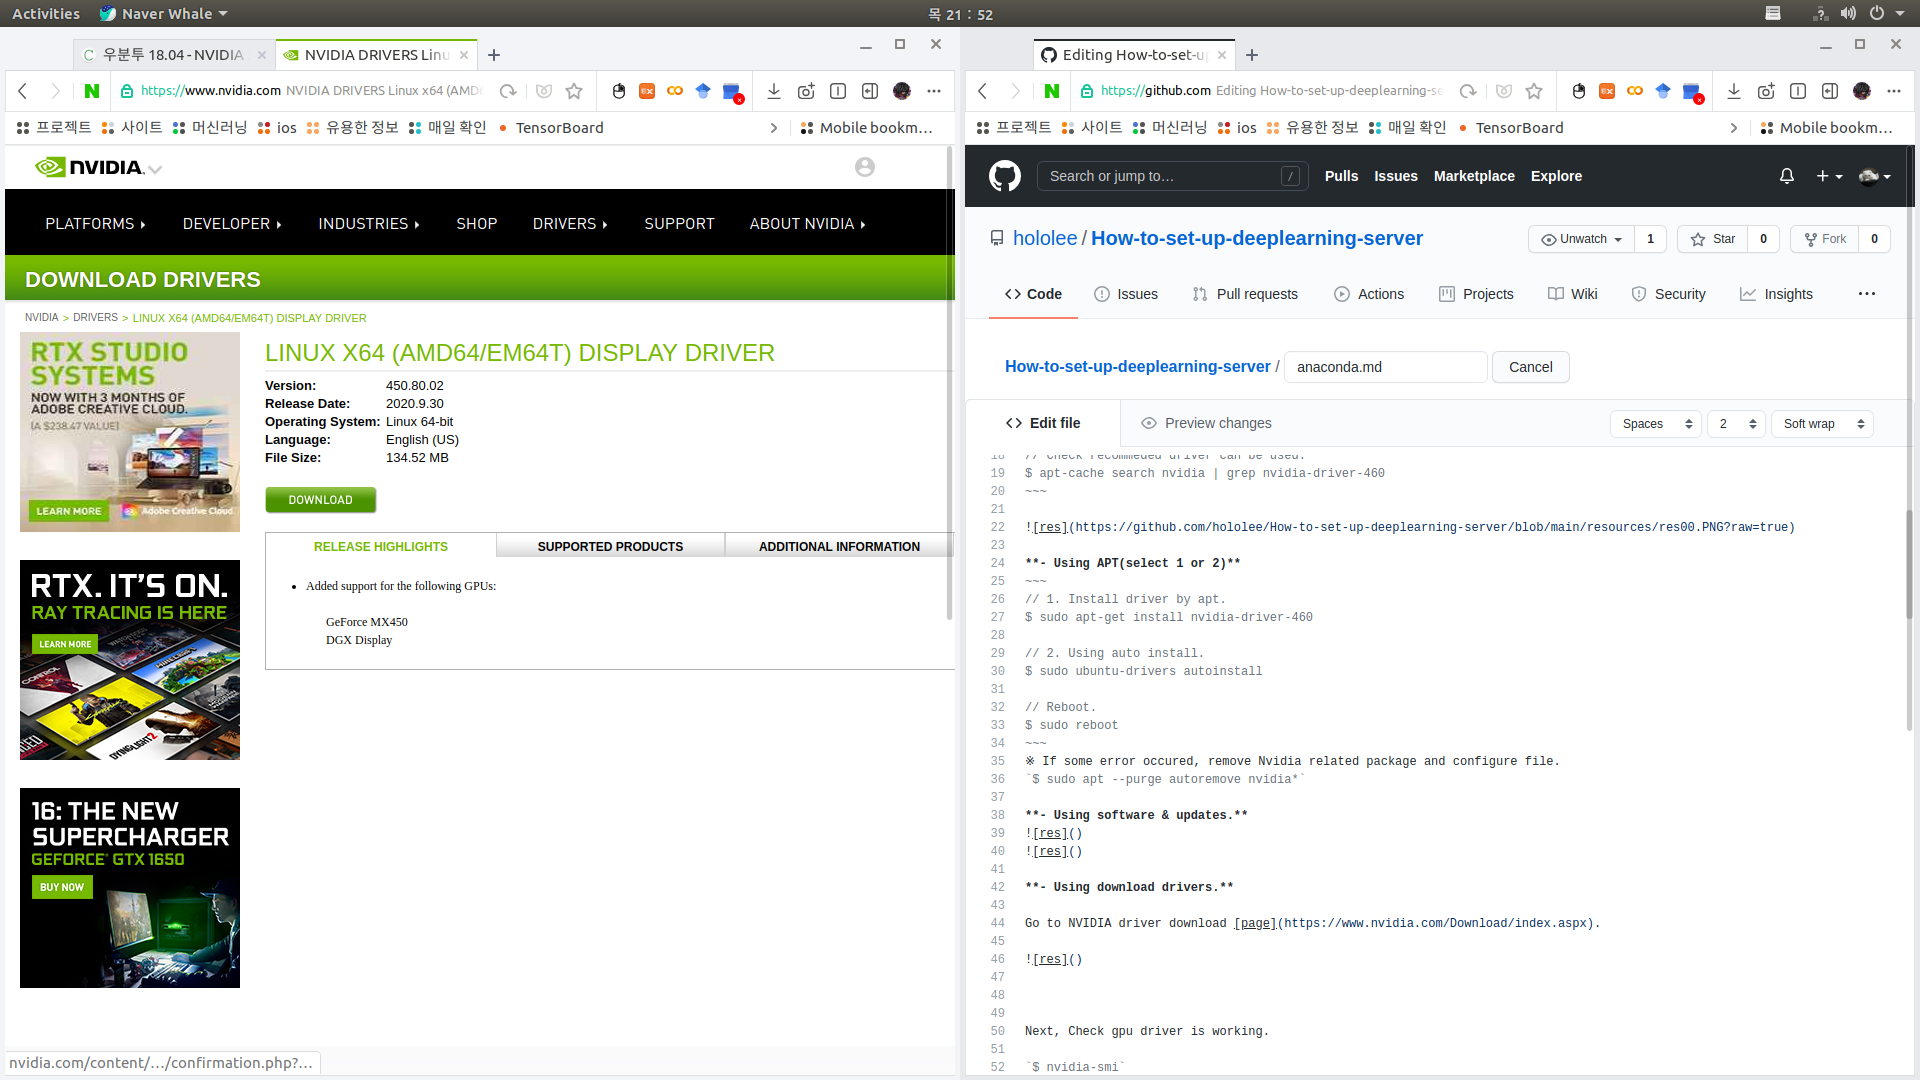 Activities
Naver Whale
목 21 : 52
우분투 18.04 - NVIDIA
NVIDIA DRIVERS Linu
https://www.nvidia.com NVIDIA DRIVERS Linux x64 (AMD
프로젝트
사이트
머신러닝
ios
유용한 정보
매일 확인
TensorBoard
Mobile bookm…
NVIDIA.
PLATFORMS
DEVELOPER
INDUSTRIES
SHOP
DRIVERS
SUPPORT
ABOUT NVIDIA
DOWNLOAD DRIVERS
NVIDIA > DRIVERS > LINUX X64 (AMD64/EM64T) DISPLAY DRIVER
RTX STUDIO
SYSTEMS
NOW WITH 3 MONTHS OF
ADOBE CREATIVE CLOUD.
(A $238.47 VALUE)
LEARN MORE
Adobe Creative Cloud
LINUX X64 (AMD64/EM64T) DISPLAY DRIVER
Version: 450.80.02
Release Date: 2020.9.30
Operating System: Linux 64-bit
Language: English (US)
File Size: 134.52 MB
DOWNLOAD
RELEASE HIGHLIGHTS
SUPPORTED PRODUCTS
ADDITIONAL INFORMATION
• Added support for the following GPUs:
GeForce MX450
DGX Display
RTX. IT'S ON.
RAY TRACING IS HERE
LEARN MORE
CONTROL
MINECRAFT
DYING LIGHT 2
16: THE NEW
SUPERCHARGER
GEFORCE® GTX 1650
BUY NOW
nvidia.com/content/…/confirmation.php?…
Editing How-to-set-u
https://github.com Editing How-to-set-up-deeplearning-se
프로젝트
사이트
머신러닝
ios
유용한 정보
매일 확인
TensorBoard
Mobile bookm…
Search or jump to…
/
Pulls
Issues
Marketplace
Explore
hololee / How-to-set-up-deeplearning-server
Unwatch 1
Star 0
Fork 0
Code
Issues
Pull requests
Actions
Projects
Wiki
Security
Insights
How-to-set-up-deeplearning-server / anaconda.md
Cancel
Edit file
Preview changes
Spaces
2
Soft wrap
18 // Check recommeded driver can be used.
19 $ apt-cache search nvidia | grep nvidia-driver-460
20 ~~~
21
22 ![res](https://github.com/hololee/How-to-set-up-deeplearning-server/blob/main/resources/res00.PNG?raw=true)
23
24 **- Using APT(select 1 or 2)**
25 ~~~
26 // 1. Install driver by apt.
27 $ sudo apt-get install nvidia-driver-460
28
29 // 2. Using auto install.
30 $ sudo ubuntu-drivers autoinstall
31
32 // Reboot.
33 $ sudo reboot
34 ~~~
35 ※ If some error occured, remove Nvidia related package and configure file.
36 `$ sudo apt --purge autoremove nvidia*`
37
38 **- Using software & updates.**
39 ![res]()
40 ![res]()
41
42 **- Using download drivers.**
43
44 Go to NVIDIA driver download [page](https://www.nvidia.com/Download/index.aspx).
45
46 ![res]()
47
48
49
50 Next, Check gpu driver is working.
51
52 `$ nvidia-smi`